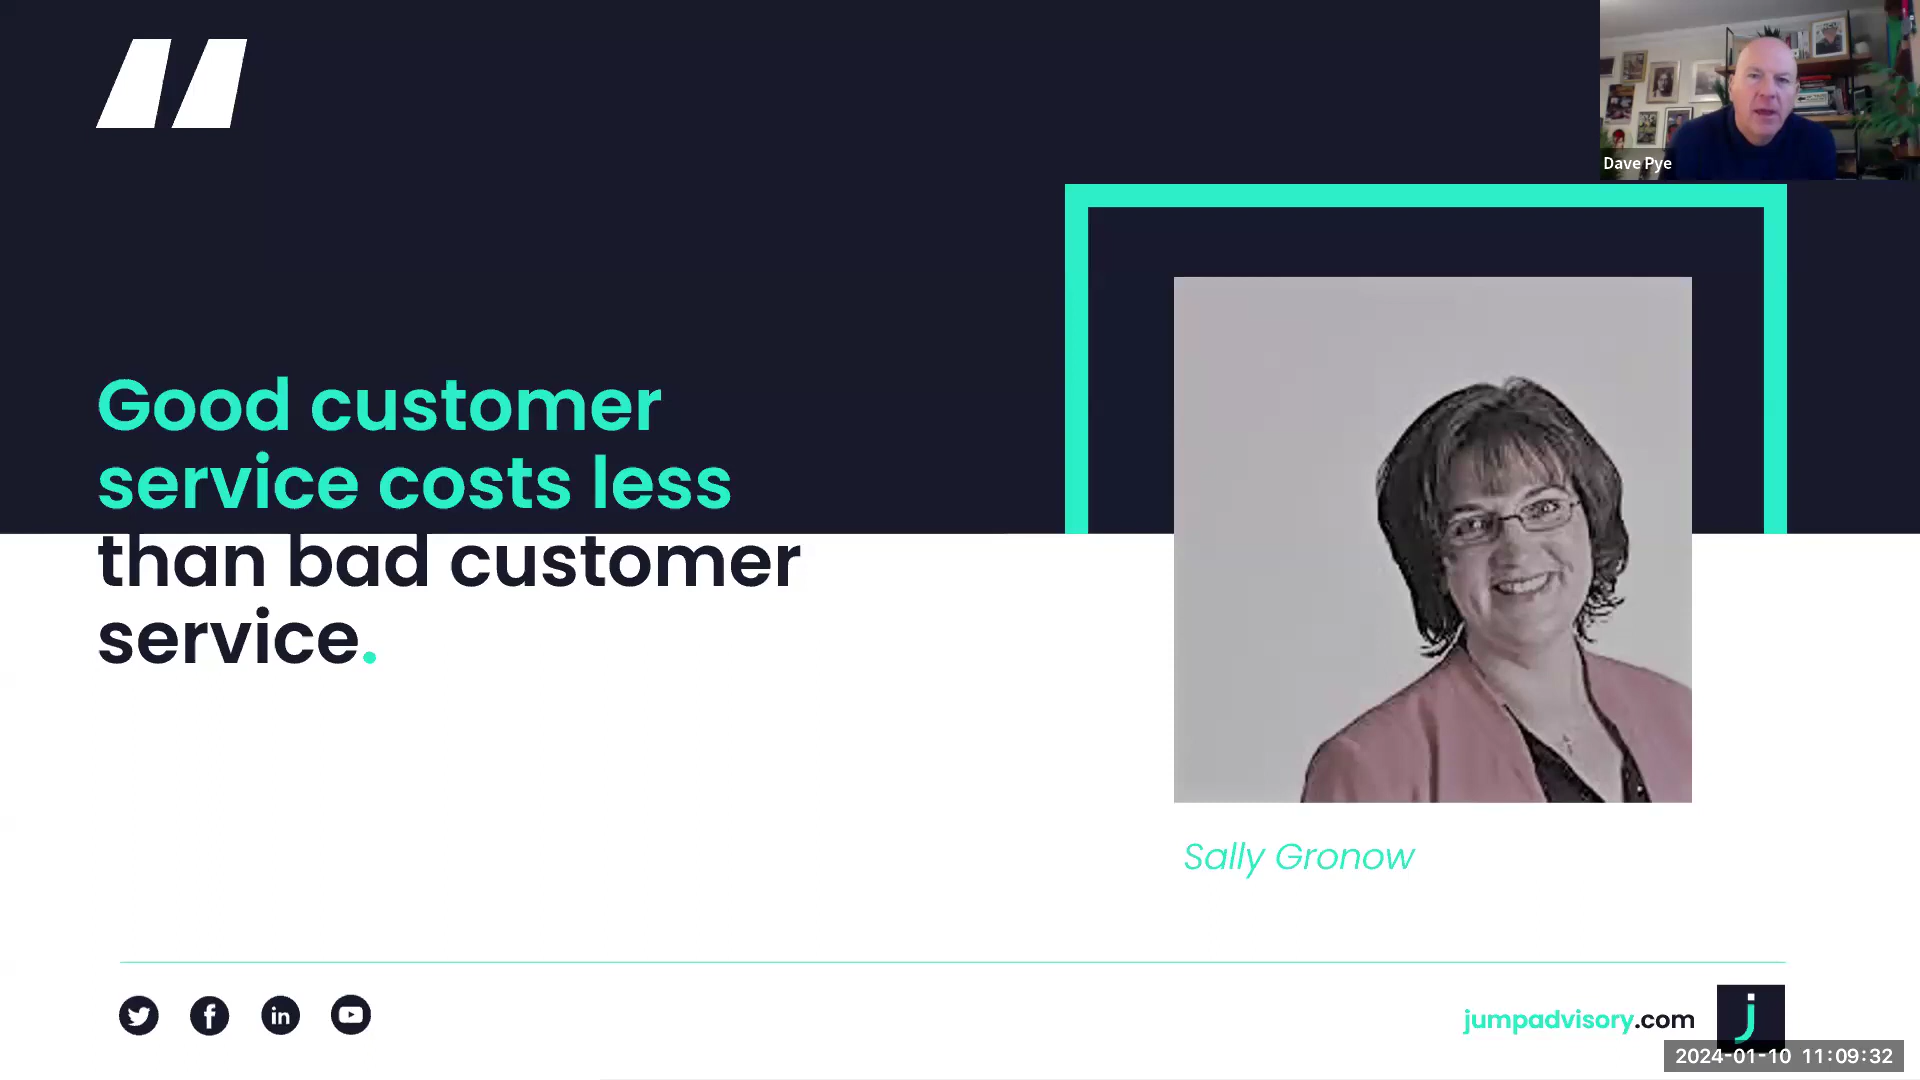 Dave Pye
Good customer
service costs less
than bad customer
service.
Sally Gronow
jumpadvisory.com
2024-01-10 11:09:32